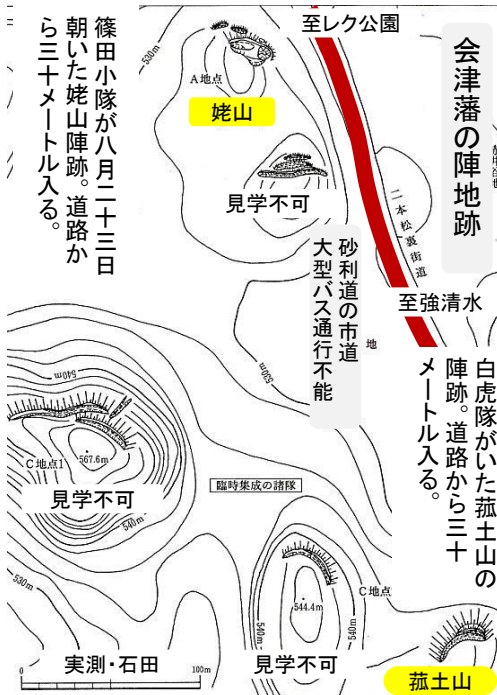 会津藩の陣地跡
至レク公園
篠田小隊が八月二十三日
朝いた姥山陣跡。道路か
ら三十メートル入る。
530m
A地点
姥山
見学不可
二本松裏街道
砂利道の市道
大型バス通行不能
至強清水
地
530m
白虎隊がいた菰土山の
陣跡。道路から三十
メートル入る。
540m
C地点1
567.6m
見学不可
540m
臨時集成の諸隊
530m
C地点
544.4m
540m
540m
実測・石田
0
100m
見学不可
菰土山